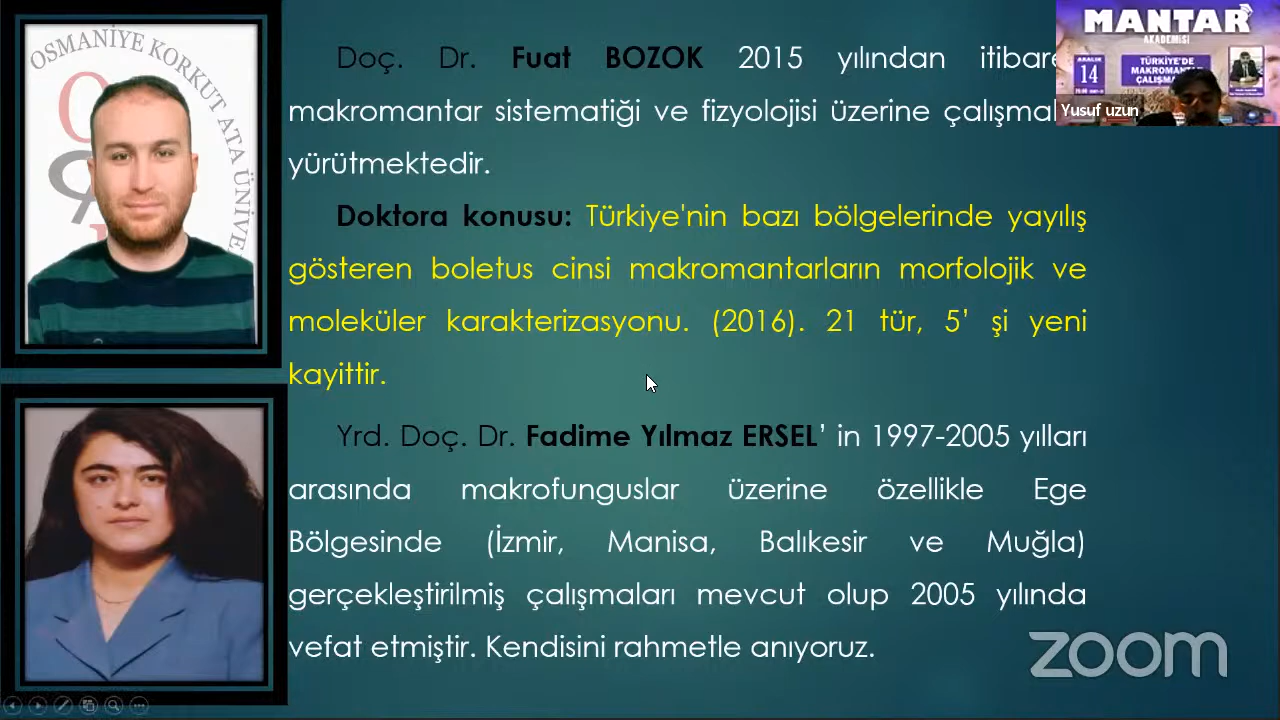 OSMANİYE KORKUT ATA ÜNİVE
Doç. Dr. Fuat BOZOK 2015 yılından itibare
makromantar sistematiği ve fizyolojisi üzerine çalışmal
yürütmektedir.
Doktora konusu: Türkiye'nin bazı bölgelerinde yayılış
gösteren boletus cinsi makromantarların morfolojik ve
moleküler karakterizasyonu. (2016). 21 tür, 5’ şi yeni
kayittir.
Yrd. Doç. Dr. Fadime Yılmaz ERSEL’ in 1997-2005 yılları
arasında makrofunguslar üzerine özellikle Ege
Bölgesinde (İzmir, Manisa, Balıkesir ve Muğla)
gerçekleştirilmiş çalışmaları mevcut olup 2005 yılında
vefat etmiştir. Kendisini rahmetle anıyoruz.
MANTAR
AKADEMİSİ
ARALIK
14
TÜRKİYE'DE
MAKROMANTAR
Yusuf uzun
zoom